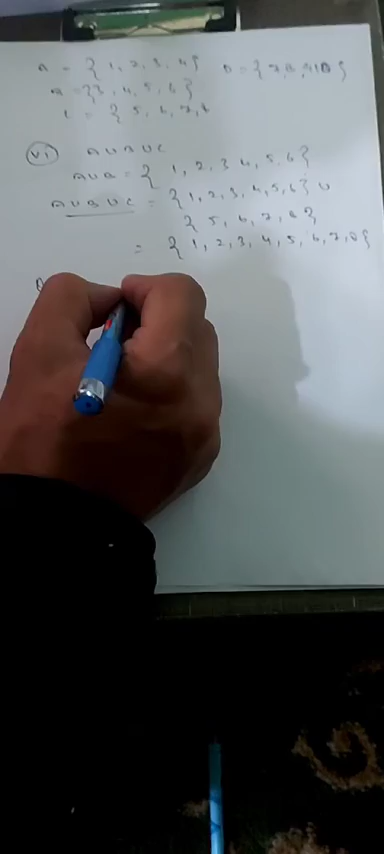 A = { 1, 2, 3, 4} D = { 7, 8, 9, 10 }
B = {3, 4, 5, 6 }
C = { 5, 6, 7, 8
(vi) A ∪ B ∪ C
A ∪ B = { 1, 2, 3 4, 5, 6 }
A ∪ B ∪ C = { 1, 2, 3, 4, 5, 6 } ∪
{ 5, 6, 7, 8 }
= { 1, 2, 3, 4, 5, 6, 7, 8 }